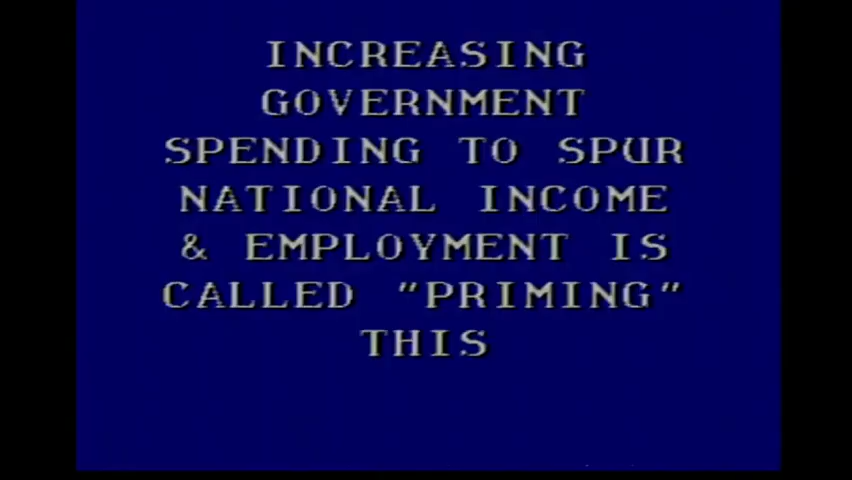 INCREASING
GOVERNMENT
SPENDING TO SPUR
NATIONAL INCOME
& EMPLOYMENT IS
CALLED "PRIMING"
THIS